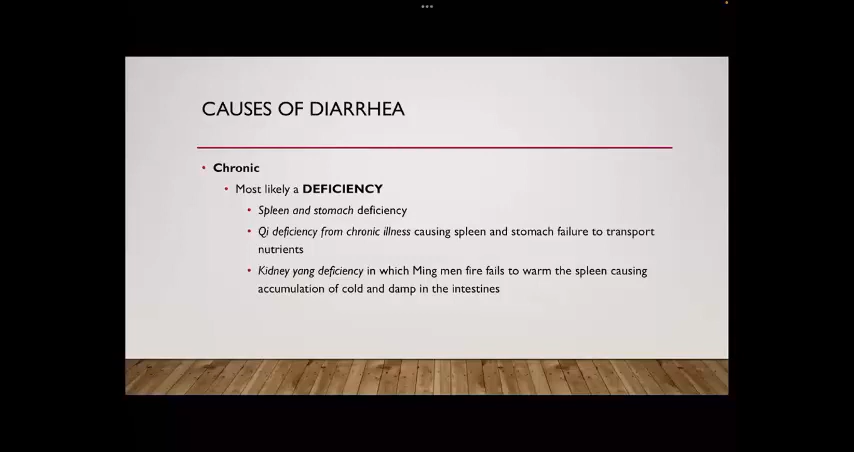 CAUSES OF DIARRHEA
• Chronic
• Most likely a DEFICIENCY
• Spleen and stomach deficiency
• Qi deficiency from chronic illness causing spleen and stomach failure to transport
nutrients
• Kidney yang deficiency in which Ming men fire fails to warm the spleen causing
accumulation of cold and damp in the intestines